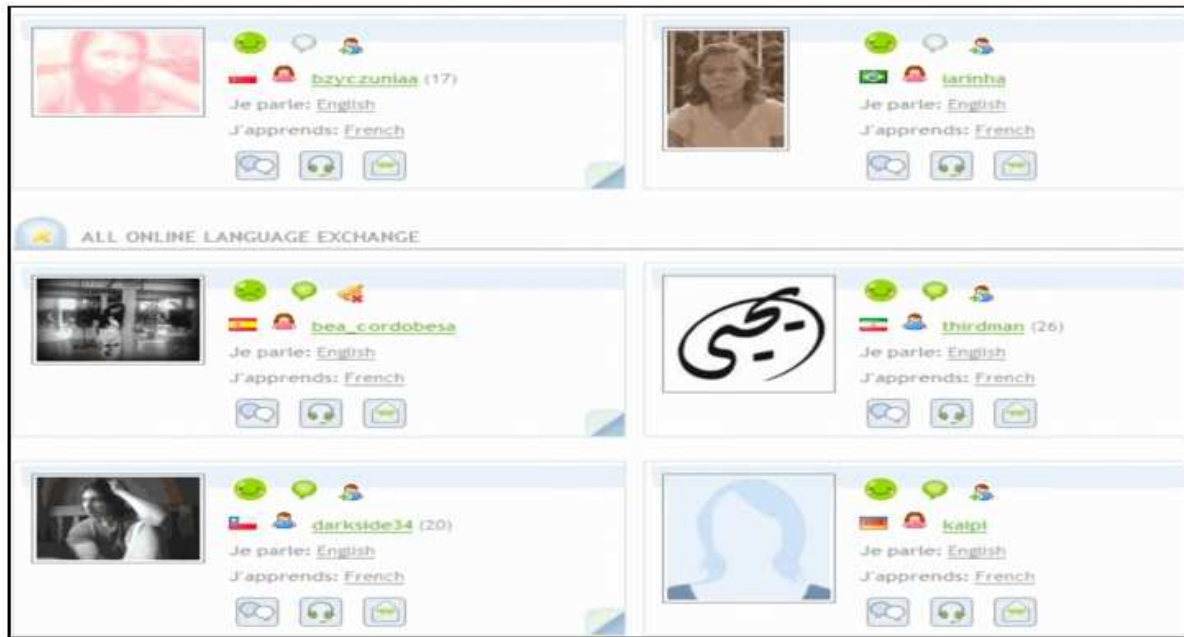 bzyczuniaa (17)
Je parle: English
J'apprends: French
iarinha
Je parle: English
J'apprends: French
ALL ONLINE LANGUAGE EXCHANGE
bea_cordobesa
Je parle: English
J'apprends: French
يحيى
thirdman (26)
Je parle: English
J'apprends: French
darkside34 (20)
Je parle: English
J'apprends: French
kaipi
Je parle: English
J'apprends: French